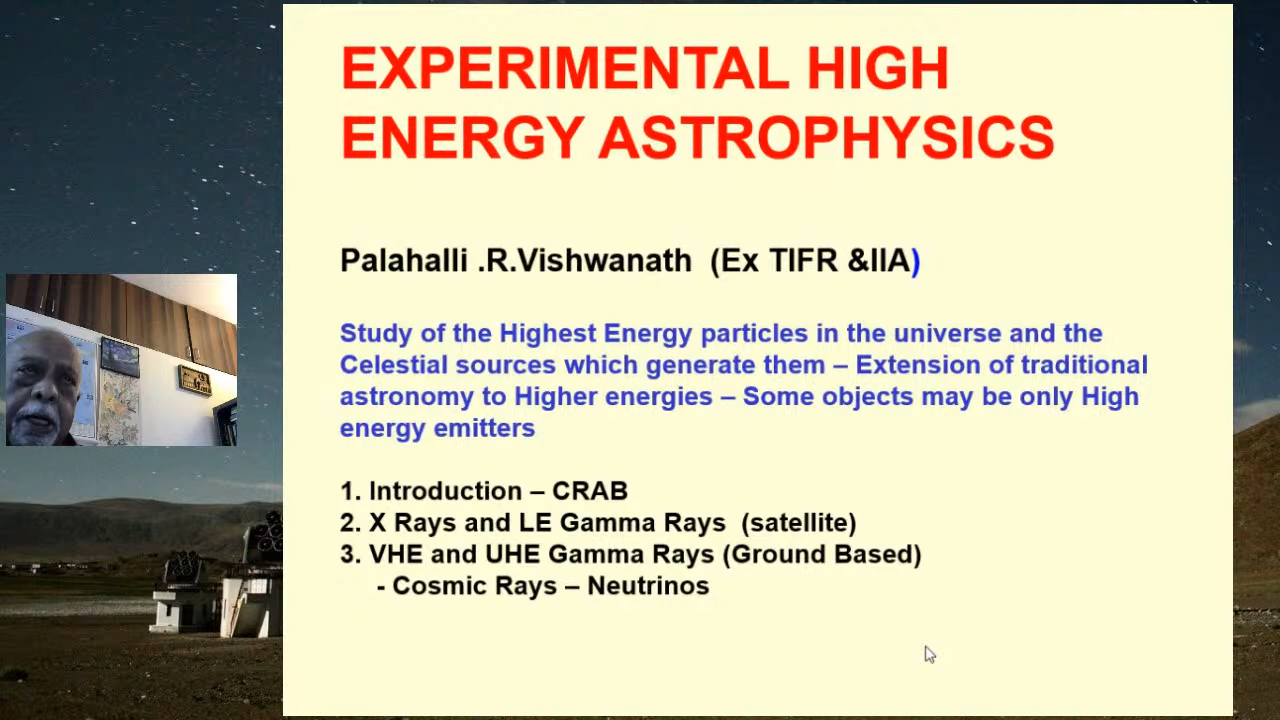 EXPERIMENTAL HIGH
ENERGY ASTROPHYSICS
Palahalli .R.Vishwanath (Ex TIFR &IIA)
Study of the Highest Energy particles in the universe and the
Celestial sources which generate them – Extension of traditional
astronomy to Higher energies – Some objects may be only High
energy emitters
1. Introduction – CRAB
2. X Rays and LE Gamma Rays (satellite)
3. VHE and UHE Gamma Rays (Ground Based)
- Cosmic Rays – Neutrinos